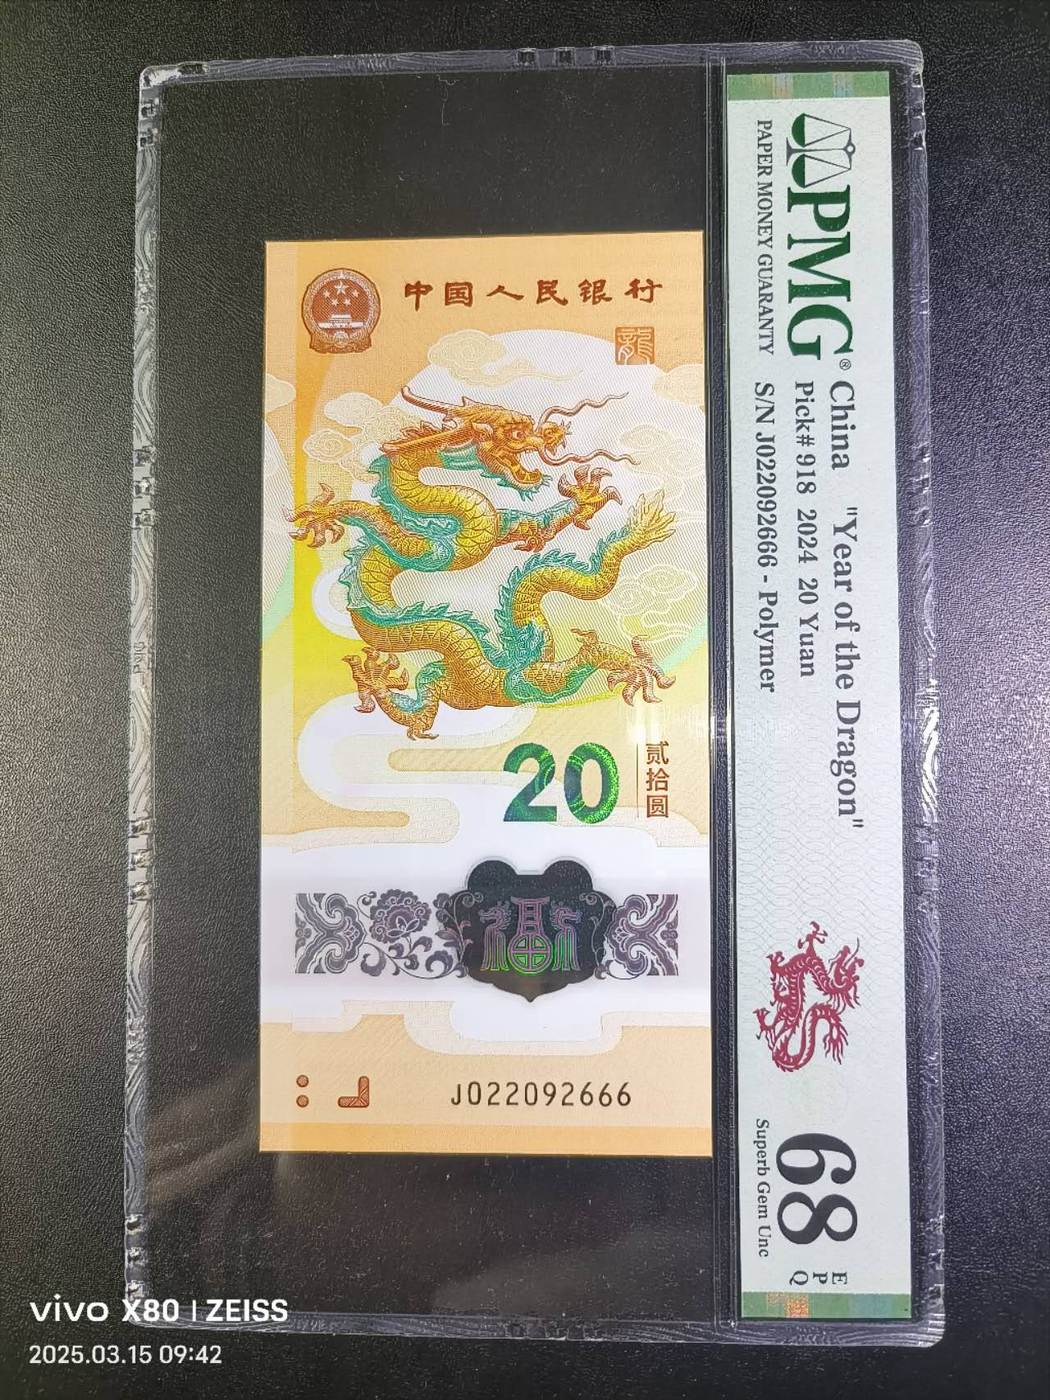 中国人民银行
龍
20
贰拾圆
福
J022092666
PMG®
PAPER MONEY GUARANTY
China "Year of the Dragon"
Pick# 918 2024 20 Yuan
S/N J022092666 - Polymer
68
EPQ
Superb Gem Unc
vivo X80 | ZEISS
2025.03.15 09:42